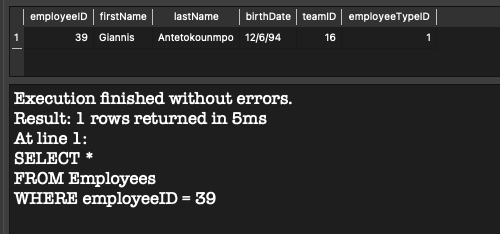 employeeID firstName lastName birthDate teamID employeeTypeID
1 39 Giannis Antetokounmpo 12/6/94 16 1
Execution finished without errors.
Result: 1 rows returned in 5ms
At line 1:
SELECT *
FROM Employees
WHERE employeeID = 39